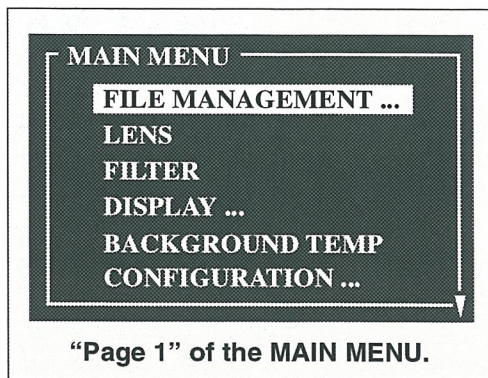 MAIN MENU
FILE MANAGEMENT ...
LENS
FILTER
DISPLAY ...
BACKGROUND TEMP
CONFIGURATION ...
“Page 1” of the MAIN MENU.